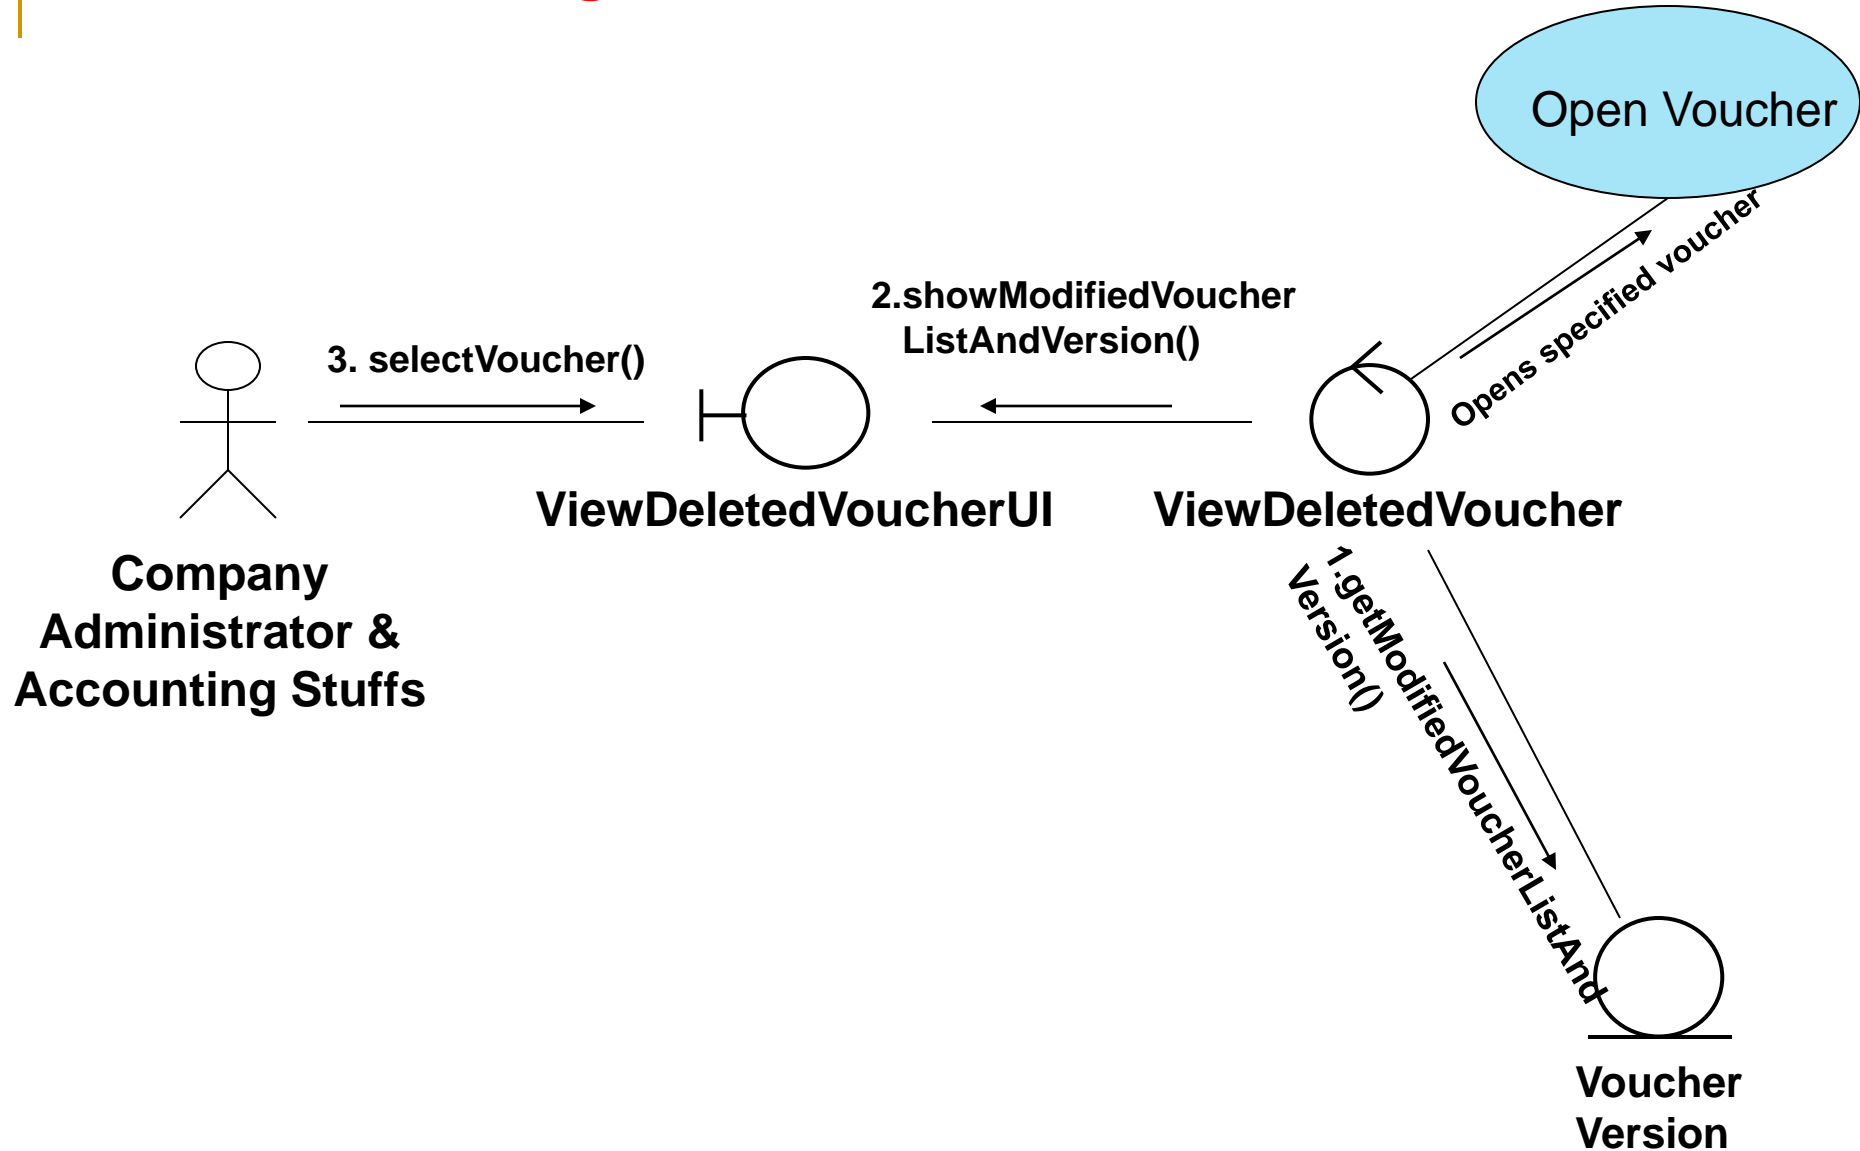 Open Voucher
Opens specified voucher
2.showModifiedVoucher
ListAndVersion()
3. selectVoucher()
ViewDeletedVoucherUI
ViewDeletedVoucher
Company
Administrator &
Accounting Stuffs
1.getModifiedVoucherListAnd
Version()
Voucher
Version